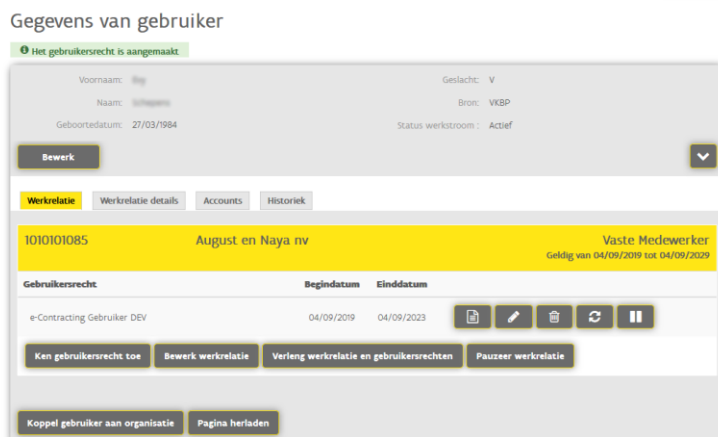 Gegevens van gebruiker
Het gebruikersrecht is aangemaakt
Voornaam: Geslacht: V
Naam: Bron: VKBP
Geboortedatum: 27/03/1984 Status werkstroom : Actief
Bewerk
Werkrelatie Werkrelatie details Accounts Historiek
1010101085 August en Naya nv Vaste Medewerker
Geldig van 04/09/2019 tot 04/09/2029
Gebruikersrecht Begindatum Einddatum
e-Contracting Gebruiker DEV 04/09/2019 04/09/2023
Ken gebruikersrecht toe Bewerk werkrelatie Verleng werkrelatie en gebruikersrechten Pauzeer werkrelatie
Koppel gebruiker aan organisatie Pagina herladen